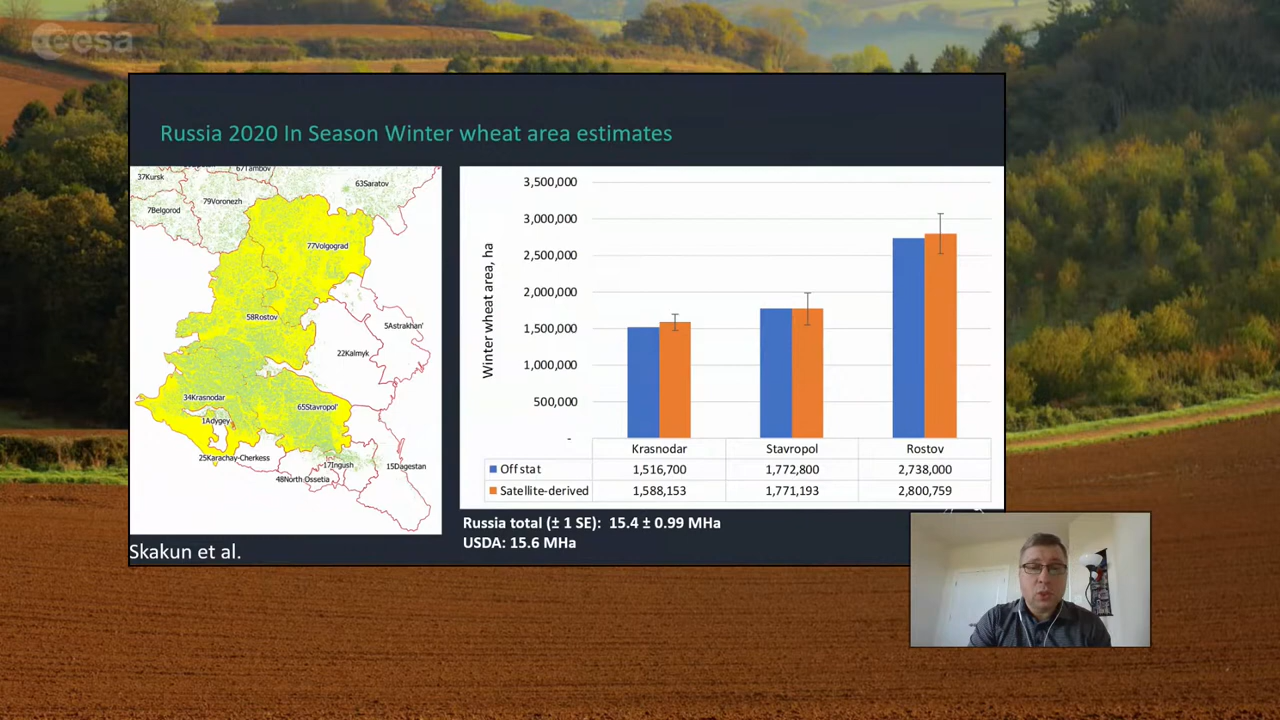 esa
Russia 2020 In Season Winter wheat area estimates
37Kursk
67Tambov
63Saratov
79Voronezh
7Belgorod
77Volgograd
58Rostov
5Astrakhan'
22Kalmyk
34Krasnodar
65Stavropol'
1Adygey
25Karachay-Cherkess
17Ingush
15Dagestan
48North Ossetia
Winter wheat area, ha
3,500,000
3,000,000
2,500,000
2,000,000
1,500,000
1,000,000
500,000
-
Krasnodar Stavropol Rostov
Off stat 1,516,700 1,772,800 2,738,000
Satellite-derived 1,588,153 1,771,193 2,800,759
Russia total (± 1 SE): 15.4 ± 0.99 MHa
USDA: 15.6 MHa
Skakun et al.